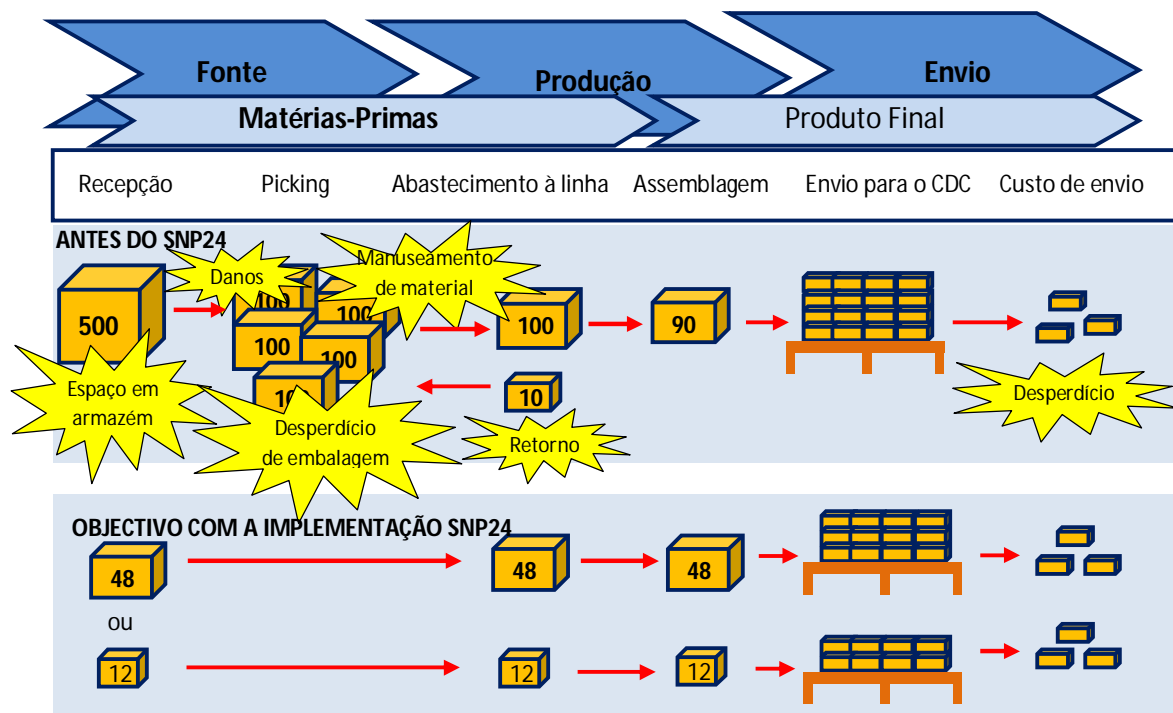 Fonte
Produção
Envio
Matérias-Primas
Produto Final
Recepção
Picking
Abastecimento à linha
Assemblagem
Envio para o CDC
Custo de envio
ANTES DO SNP24
Danos
Manuseamento
de material
500
100
100
100
100
100
90
10
Espaço em
armazém
Desperdício
de embalagem
Retorno
Desperdício
OBJECTIVO COM A IMPLEMENTAÇÃO SNP24
48
48
48
ou
12
12
12